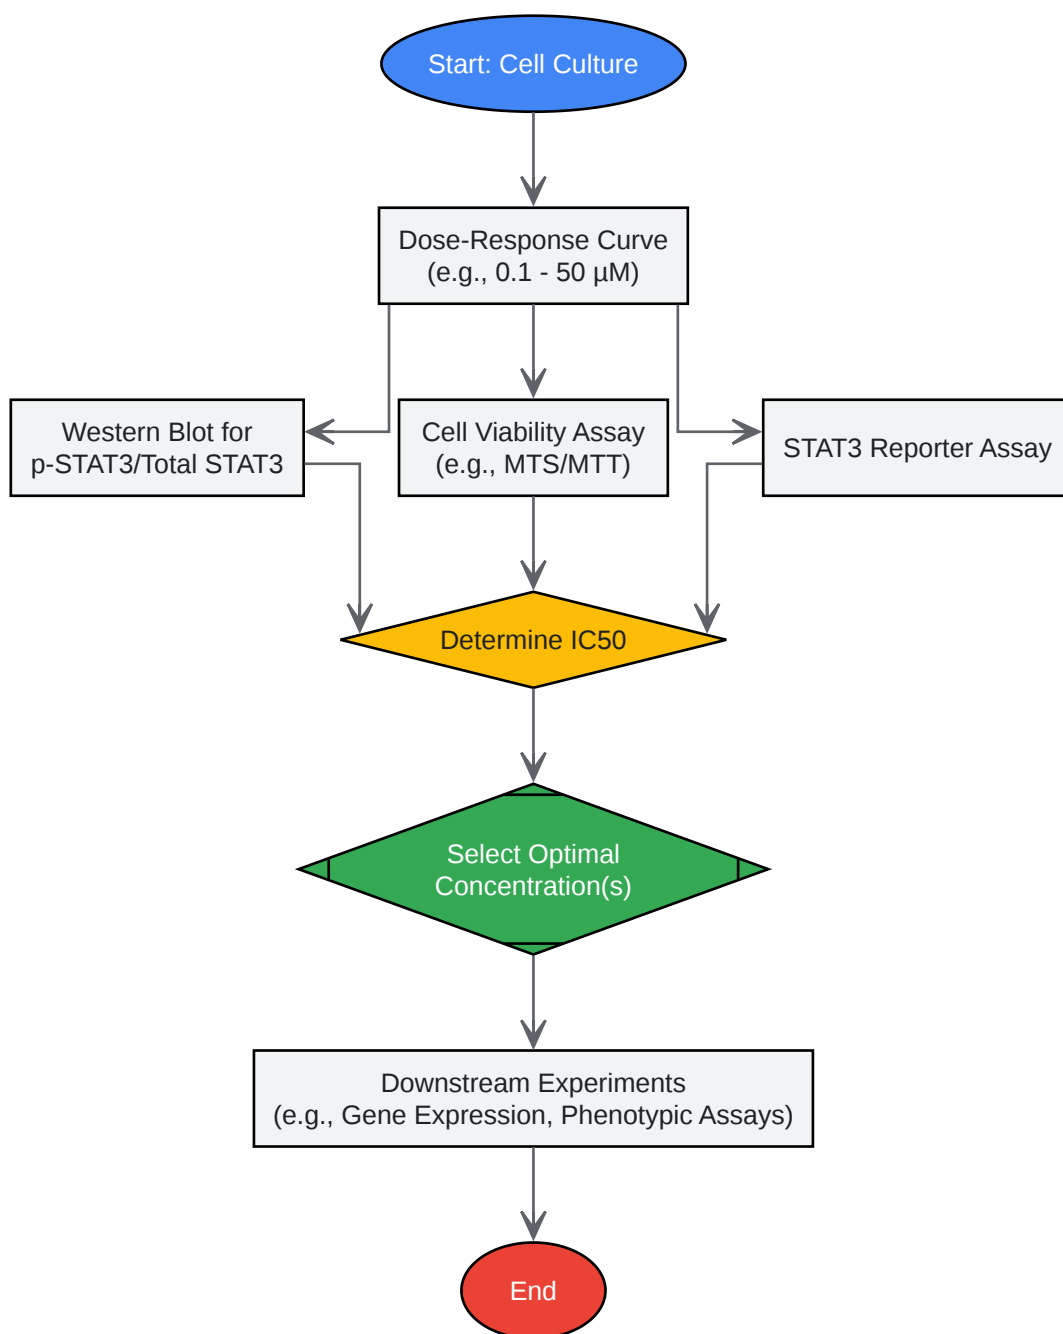 Start: Cell Culture
Dose-Response Curve
(e.g., 0.1 - 50 µM)
Western Blot for
p-STAT3/Total STAT3
Cell Viability Assay
(e.g., MTS/MTT)
STAT3 Reporter Assay
Determine IC50
Select Optimal
Concentration(s)
Downstream Experiments
(e.g., Gene Expression, Phenotypic Assays)
End